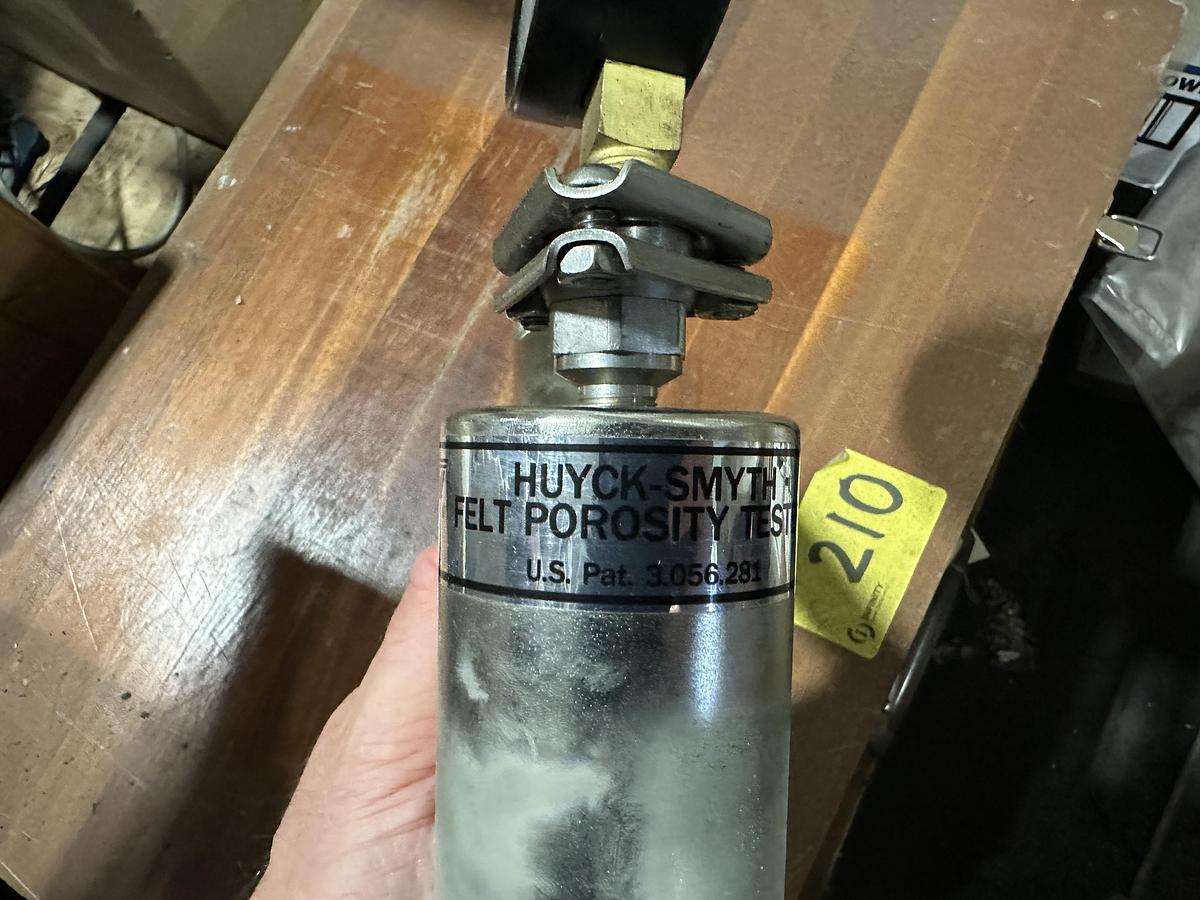 HUYCK-SMYTH
FELT POROSITY TEST
U.S. Pat. 3.056.281
210